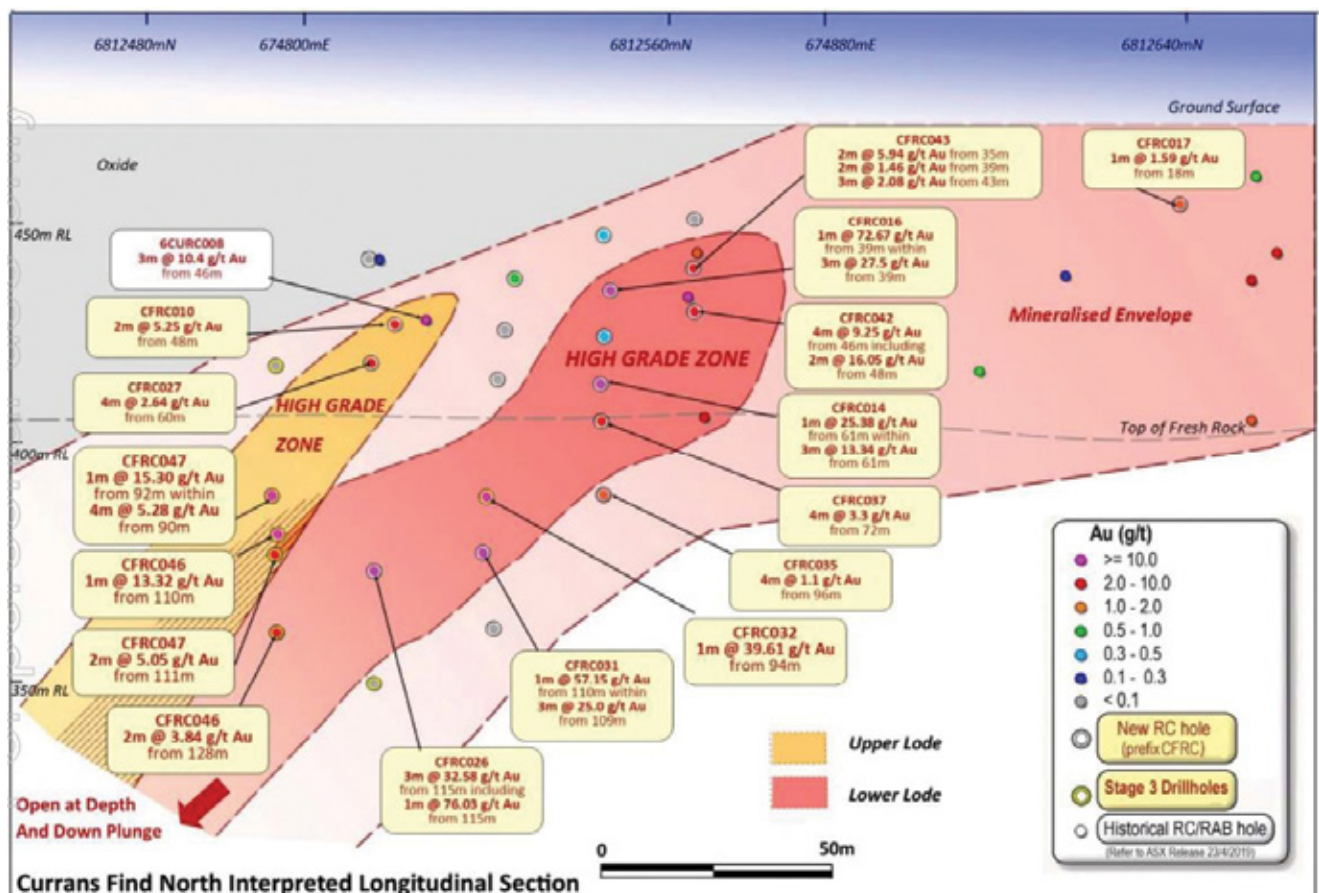 6812480mN
674800mE
6812560mN
674880mE
6812640mN
Ground Surface
Oxide
450m RL
400m RL
350m RL
CFRC043
2m @ 5.94 g/t Au from 35m
2m @ 1.46 g/t Au from 39m
3m @ 2.08 g/t Au from 43m
CFRC017
1m @ 1.59 g/t Au
from 18m
6CURC008
3m @ 10.4 g/t Au
from 46m
CFRC016
1m @ 72.67 g/t Au
from 39m within
3m @ 27.5 g/t Au
from 39m
CFRC010
2m @ 5.25 g/t Au
from 48m
CFRC042
4m @ 9.25 g/t Au
from 46m including
2m @ 16.05 g/t Au
from 48m
Mineralised Envelope
HIGH GRADE ZONE
CFRC027
4m @ 2.64 g/t Au
from 60m
HIGH GRADE
ZONE
CFRC014
1m @ 25.38 g/t Au
from 61m within
3m @ 13.34 g/t Au
from 61m
Top of Fresh Rock
CFRC047
1m @ 15.30 g/t Au
from 92m within
4m @ 5.28 g/t Au
from 90m
CFRC037
4m @ 3.3 g/t Au
from 72m
CFRC046
1m @ 13.32 g/t Au
from 110m
CFRC035
4m @ 1.1 g/t Au
from 96m
CFRC047
2m @ 5.05 g/t Au
from 111m
CFRC032
1m @ 39.61 g/t Au
from 94m
CFRC031
1m @ 57.15 g/t Au
from 110m within
3m @ 25.0 g/t Au
from 109m
CFRC046
2m @ 3.84 g/t Au
from 128m
CFRC026
3m @ 32.58 g/t Au
from 115m including
1m @ 76.03 g/t Au
from 115m
Open at Depth
And Down Plunge
Upper Lode
Lower Lode
0
50m
Au (g/t)
>= 10.0
2.0 - 10.0
1.0 - 2.0
0.5 - 1.0
0.3 - 0.5
0.1 - 0.3
< 0.1
New RC hole
(prefix CFRC)
Stage 3 Drillholes
Historical RC/RAB hole
(Refer to ASX Release 23/4/2019)
Currans Find North Interpreted Longitudinal Section